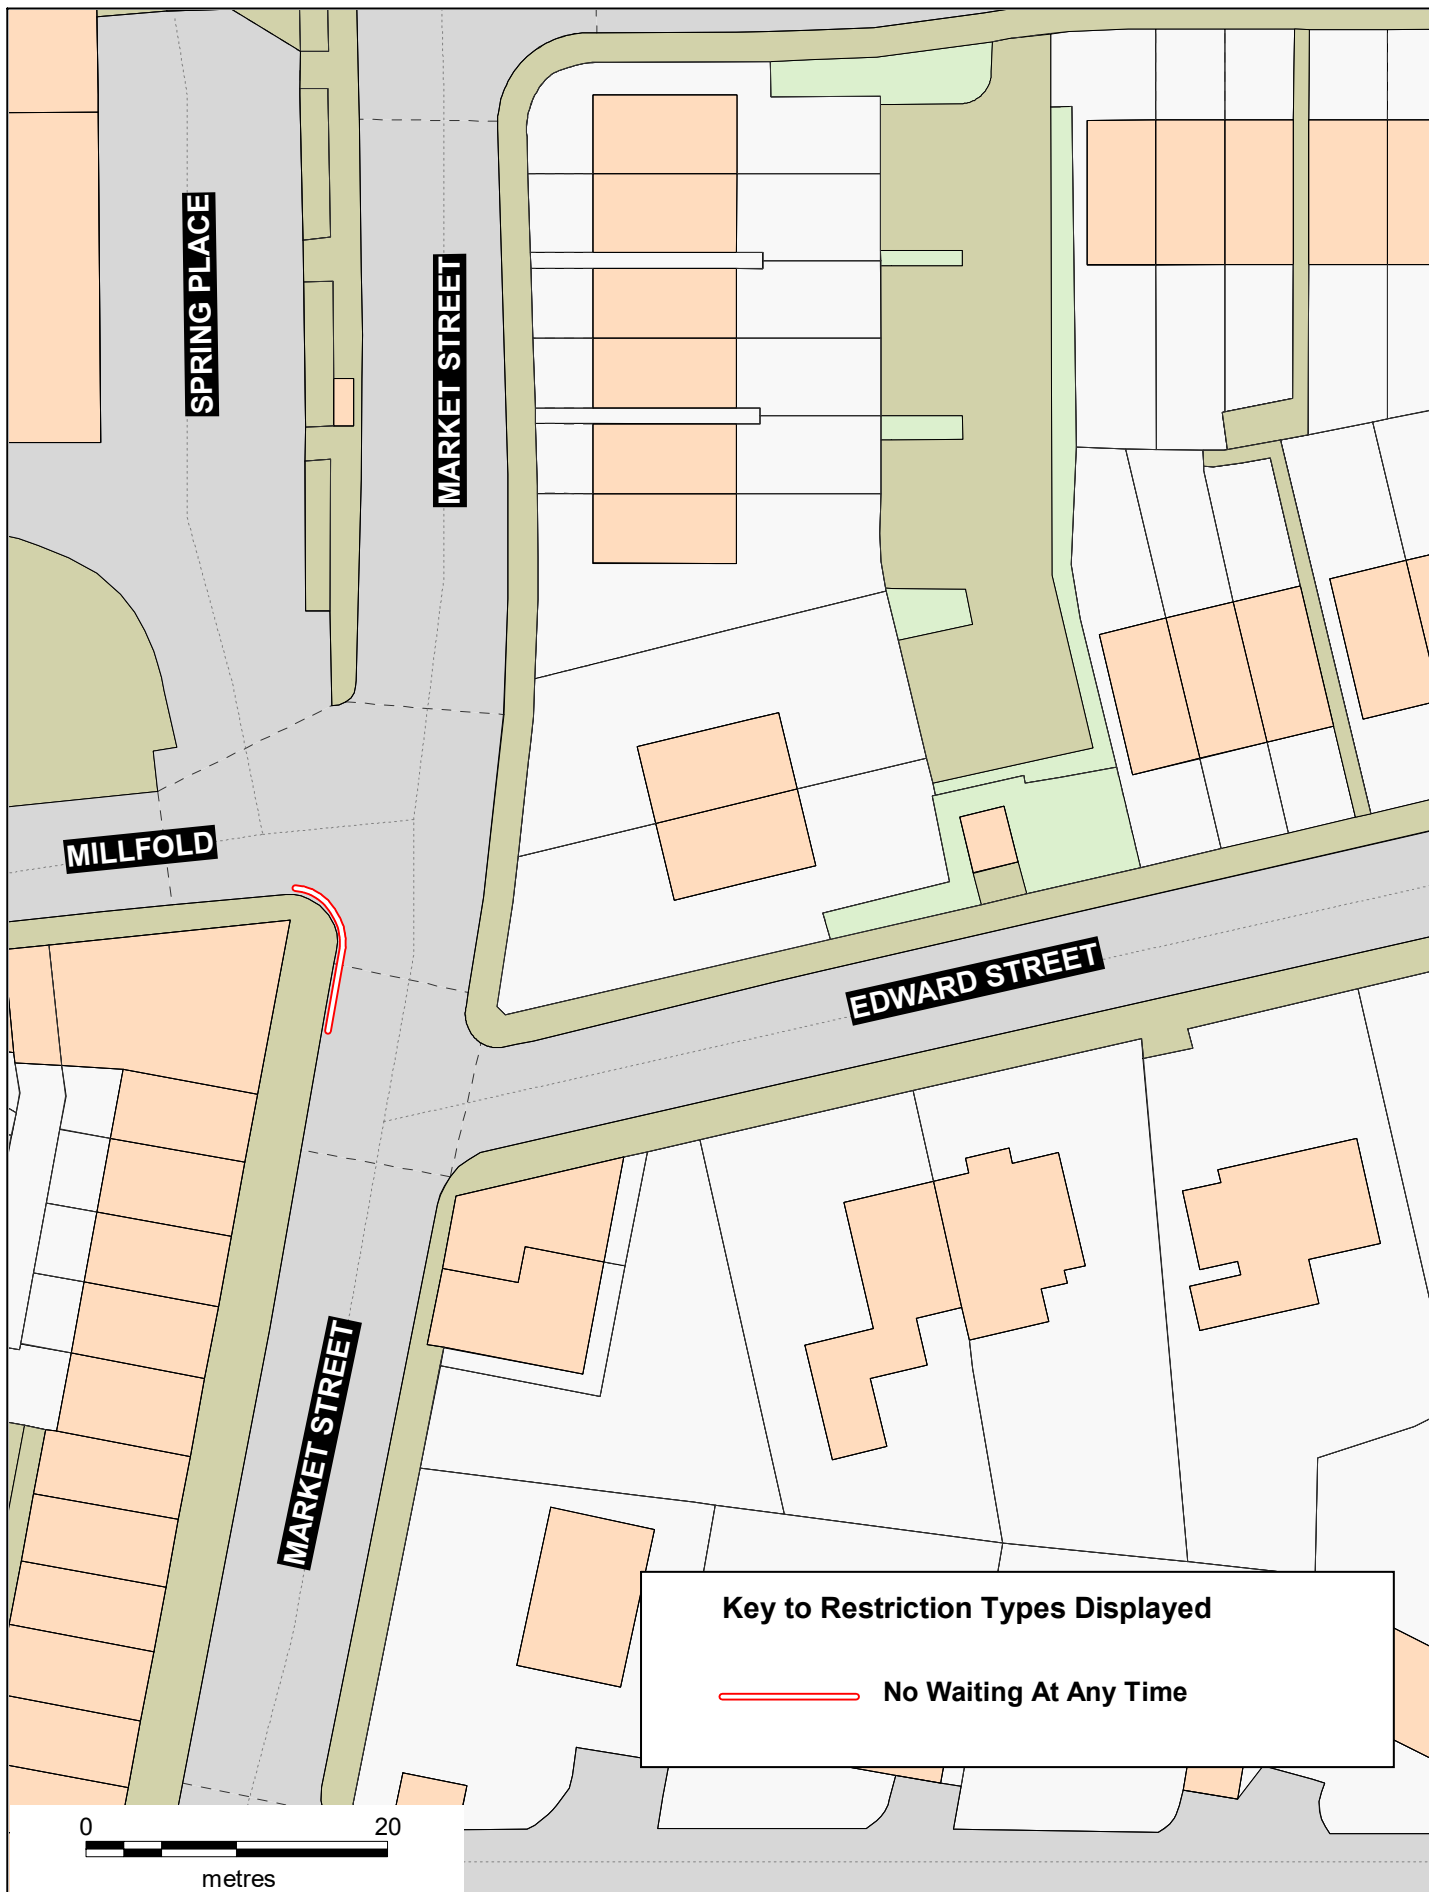 SPRING PLACE
MARKET STREET
MILLFOLD
EDWARD STREET
MARKET STREET
Key to Restriction Types Displayed
No Waiting At Any Time
0 20
metres